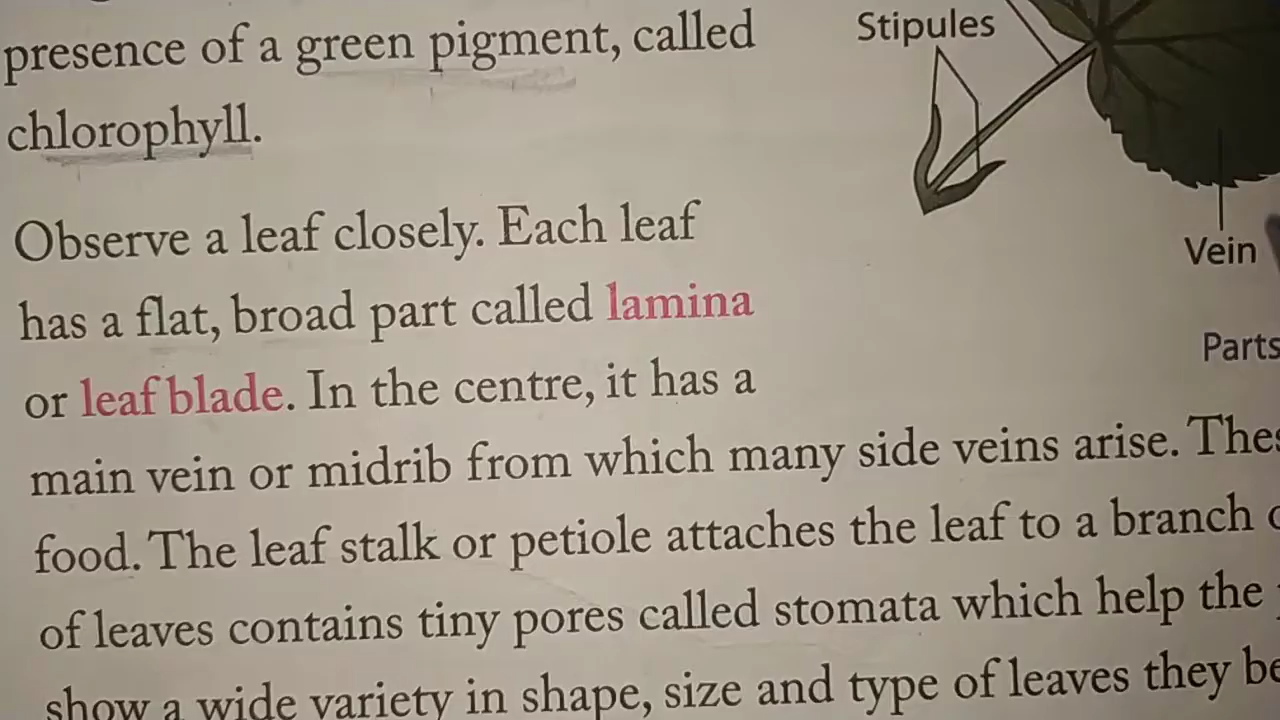 presence of a green pigment, called
chlorophyll.
Observe a leaf closely. Each leaf
has a flat, broad part called lamina
or leaf blade. In the centre, it has a
main vein or midrib from which many side veins arise.
food. The leaf stalk or petiole attaches the leaf to a branch
of leaves contains tiny pores called stomata which help the
show a wide variety in shape, size and type of leaves they
Stipules
Vein
Parts